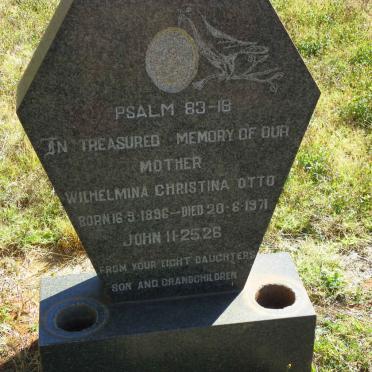 PSALM 83-18
IN TREASURED MEMORY OF OUR
MOTHER
WILHELMINA CHRISTINA OTTO
BORN 16·5·1896—DIED 20·6·1971
JOHN 11·25,26
FROM YOUR EIGHT DAUGHTERS
SON AND GRANDCHILDREN